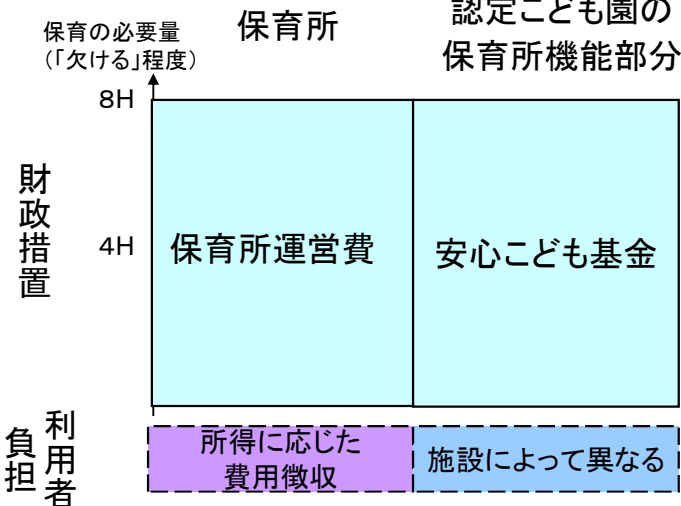 保育の必要量
(「欠ける」程度)
保育所
認定こども園の
保育所機能部分
8H
4H
財政措置
保育所運営費
安心こども基金
利用者
負担
所得に応じた
費用徴収
施設によって異なる